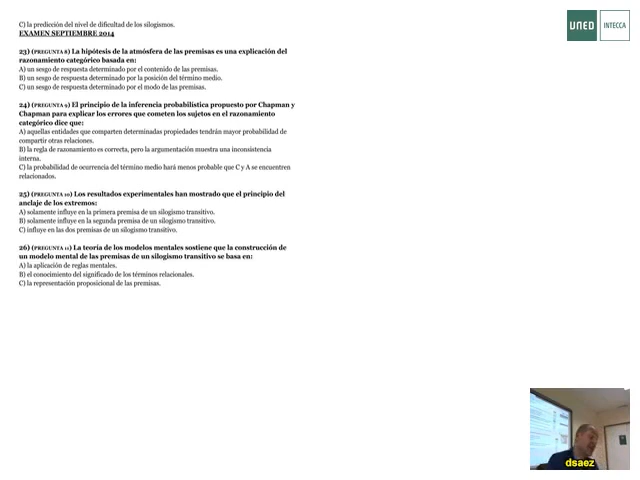 C) la predicción del nivel de dificultad de los silogismos.
EXAMEN SEPTIEMBRE 2014
23) (PREGUNTA 8) La hipótesis de la atmósfera de las premisas es una explicación del
razonamiento categórico basada en:
A) un sesgo de respuesta determinado por el contenido de las premisas.
B) un sesgo de respuesta determinado por la posición del término medio.
C) un sesgo de respuesta determinado por el modo de las premisas.
24) (PREGUNTA 9) El principio de la inferencia probabilística propuesto por Chapman y
Chapman para explicar los errores que cometen los sujetos en el razonamiento
categórico dice que:
A) aquellas entidades que comparten determinadas propiedades tendrán mayor probabilidad de
compartir otras relaciones.
B) la regla de razonamiento es correcta, pero la argumentación muestra una inconsistencia
interna.
C) la probabilidad de ocurrencia del término medio hará menos probable que C y A se encuentren
relacionados.
25) (PREGUNTA 10) Los resultados experimentales han mostrado que el principio del
anclaje de los extremos:
A) solamente influye en la primera premisa de un silogismo transitivo.
B) solamente influye en la segunda premisa de un silogismo transitivo.
C) influye en las dos premisas de un silogismo transitivo.
26) (PREGUNTA 11) La teoría de los modelos mentales sostiene que la construcción de
un modelo mental de las premisas de un silogismo transitivo se basa en:
A) la aplicación de reglas mentales.
B) el conocimiento del significado de los términos relacionales.
C) la representación proposicional de las premisas.
UNED
INTECCA
dsaez